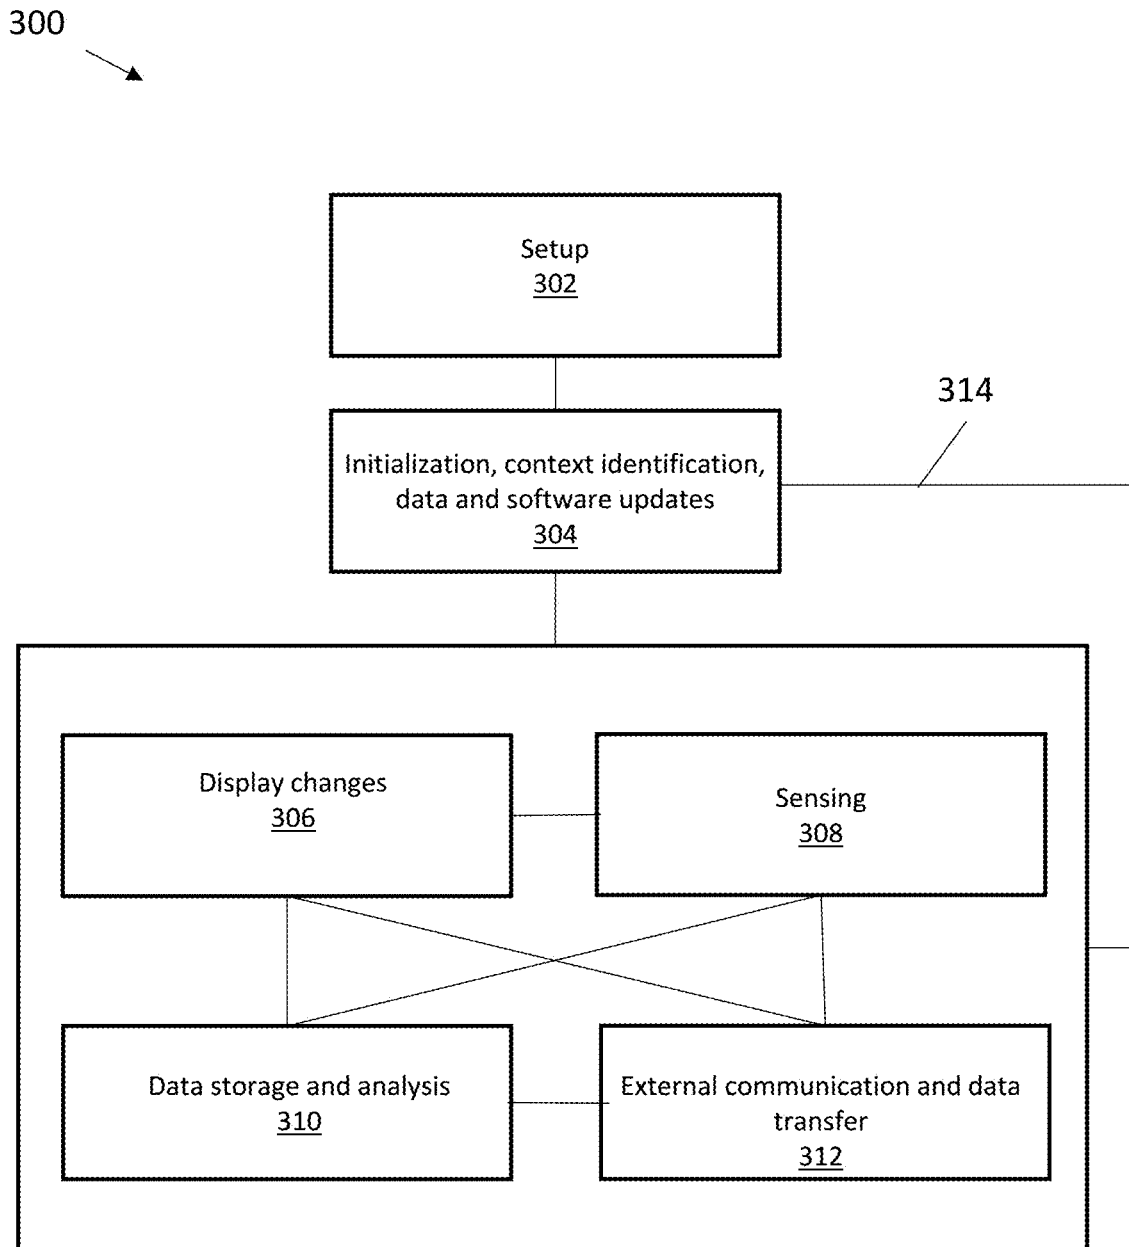 300
Setup
302
314
Initialization, context identification,
data and software updates
304
Display changes
306
Sensing
308
Data storage and analysis
310
External communication and data
transfer
312